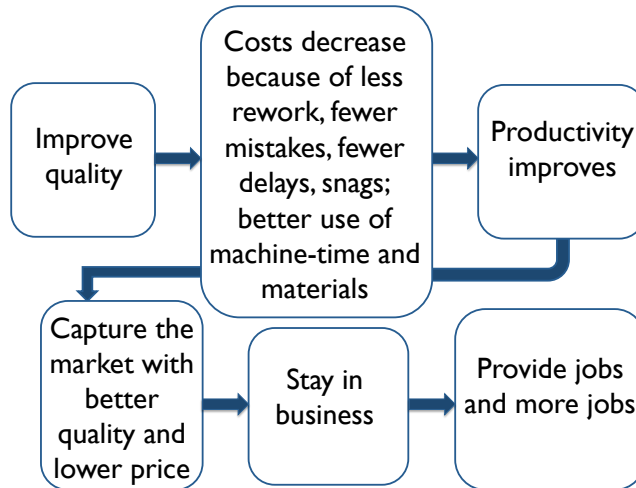 Improve
quality
Costs decrease
because of less
rework, fewer
mistakes, fewer
delays, snags;
better use of
machine-time and
materials
Productivity
improves
Capture the
market with
better
quality and
lower price
Stay in
business
Provide jobs
and more jobs